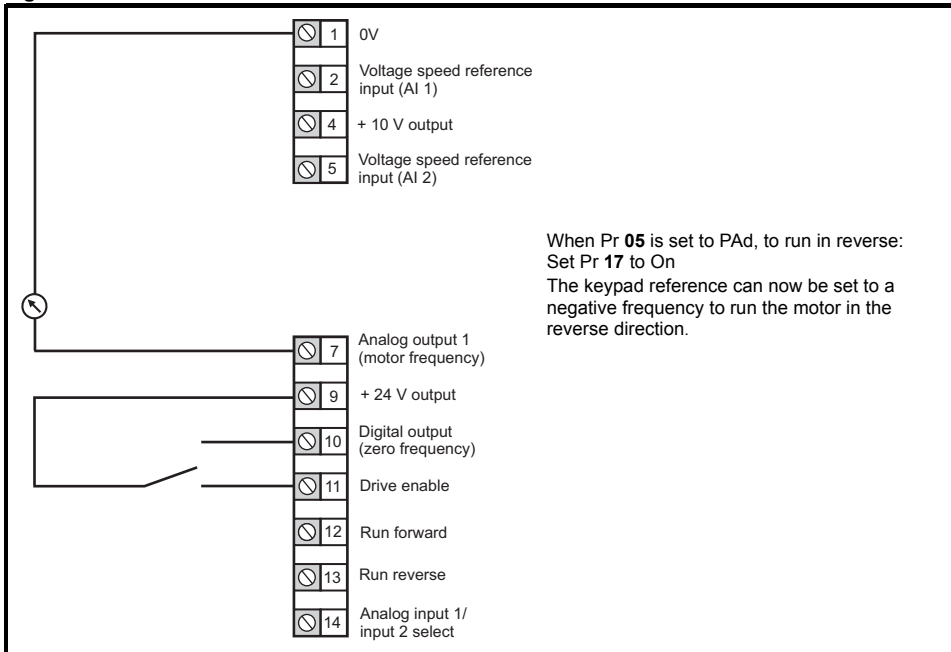 1 0V
2 Voltage speed reference
input (AI 1)
4 + 10 V output
5 Voltage speed reference
input (AI 2)
When Pr 05 is set to PAd, to run in reverse:
Set Pr 17 to On
The keypad reference can now be set to a
negative frequency to run the motor in the
reverse direction.
7 Analog output 1
(motor frequency)
9 + 24 V output
10 Digital output
(zero frequency)
11 Drive enable
12 Run forward
13 Run reverse
14 Analog input 1/
input 2 select